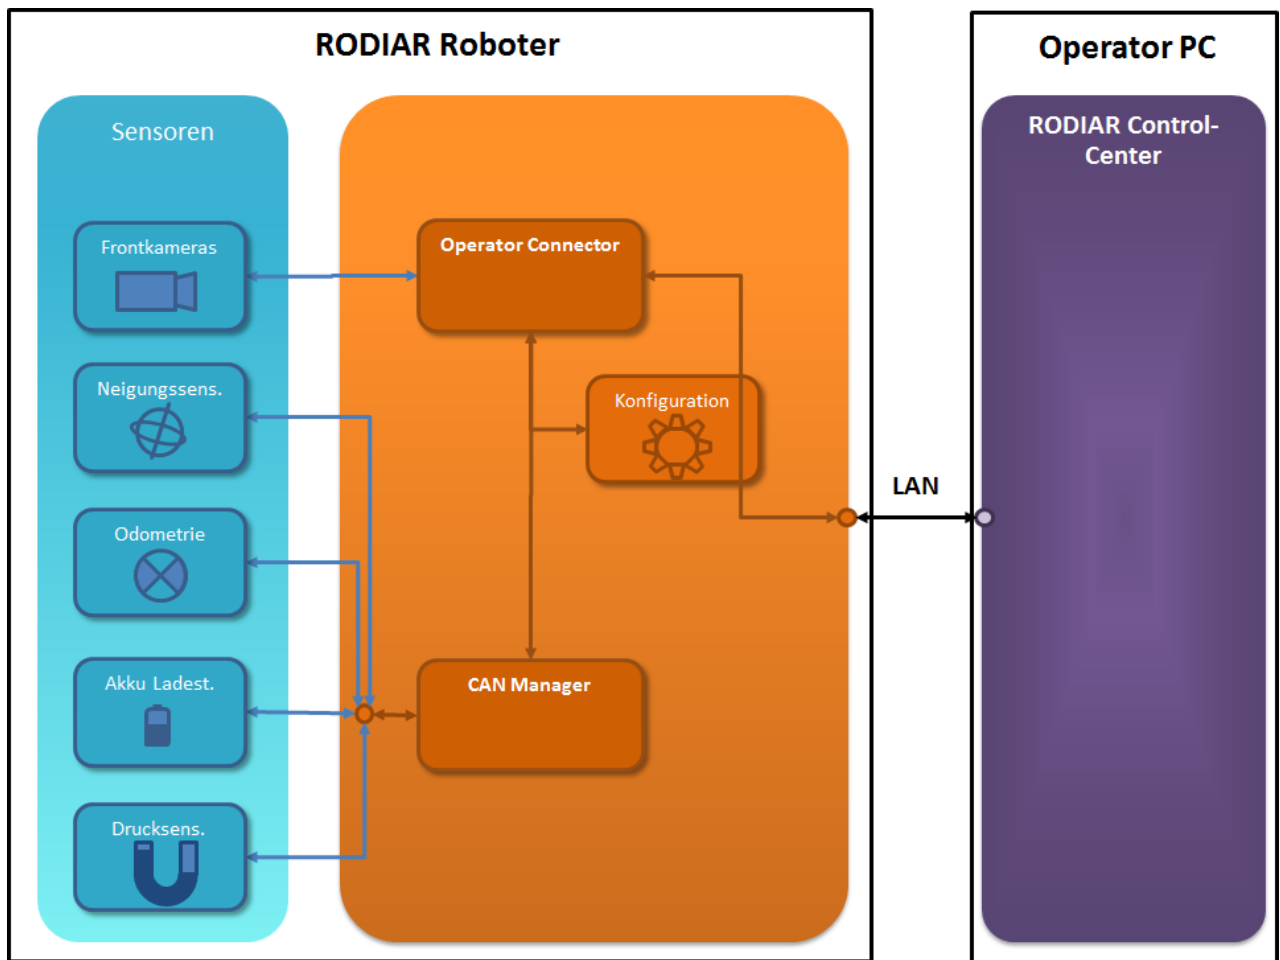 RODIAR Roboter
Sensoren
Frontkameras
Neigungssens.
Odometrie
Akku Ladest.
Drucksens.
Operator Connector
Konfiguration
CAN Manager
LAN
Operator PC
RODIAR Control-
Center